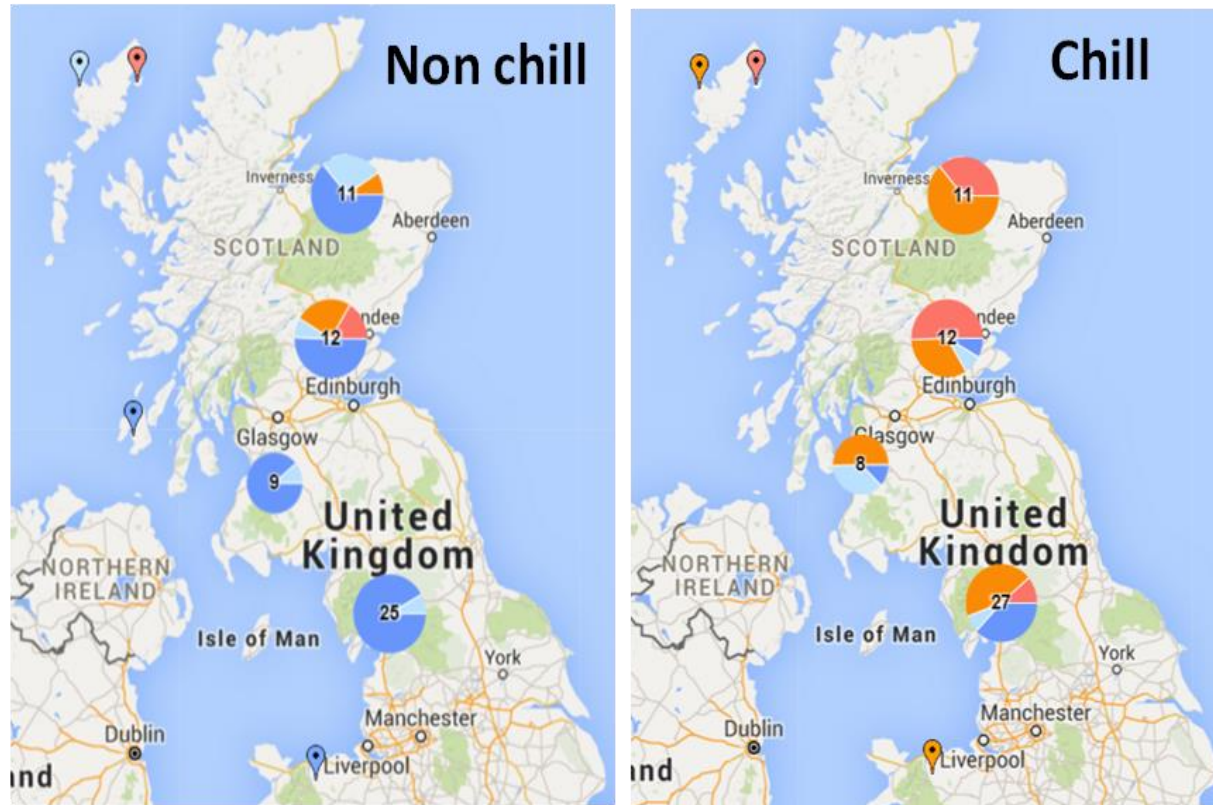 Non chill
Inverness
11
Aberdeen
SCOTLAND
12
ndee
Edinburgh
Glasgow
9
United
Kingdom
NORTHERN
IRELAND
25
Isle of Man
York
Manchester
Dublin
Liverpool
and
Chill
Inverness
11
Aberdeen
SCOTLAND
12
ndee
Edinburgh
Glasgow
8
United
Kingdom
NORTHERN
IRELAND
27
Isle of Man
York
Manchester
Dublin
Liverpool
nd